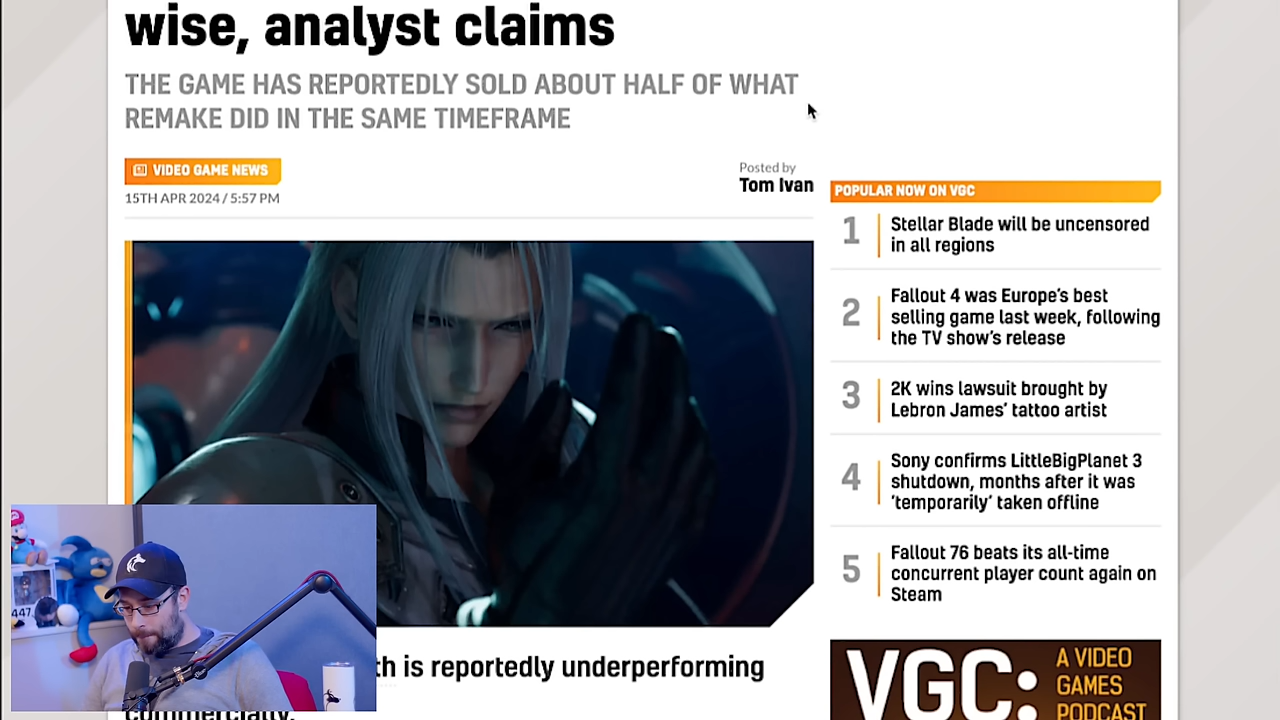 wise, analyst claims
THE GAME HAS REPORTEDLY SOLD ABOUT HALF OF WHAT
REMAKE DID IN THE SAME TIMEFRAME
VIDEO GAME NEWS
15TH APR 2024 / 5:57 PM
Posted by
Tom Ivan
POPULAR NOW ON VGC
1
Stellar Blade will be uncensored
in all regions
2
Fallout 4 was Europe's best
selling game last week, following
the TV show's release
3
2K wins lawsuit brought by
Lebron James' tattoo artist
4
Sony confirms LittleBigPlanet 3
shutdown, months after it was
'temporarily' taken offline
5
Fallout 76 beats its all-time
concurrent player count again on
Steam
447
th is reportedly underperforming
commercially.
VGC:
A VIDEO
GAMES
PODCAST